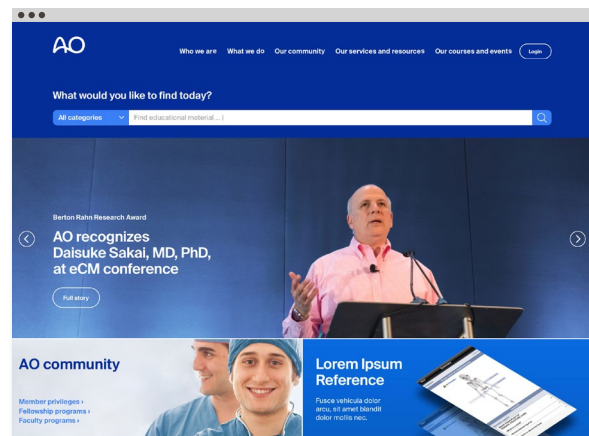 AO
Who we are What we do Our community Our services and resources Our courses and events Login
What would you like to find today?
All categories Find educational material ... |
Berton Rahn Research Award
AO recognizes
Daisuke Sakai, MD, PhD,
at eCM conference
Full story
AO community
Member privileges ›
Fellowship programs ›
Faculty programs ›
Lorem Ipsum
Reference
Fusce vehicula dolor
arcu, sit amet blandit
dolor mollis nec.